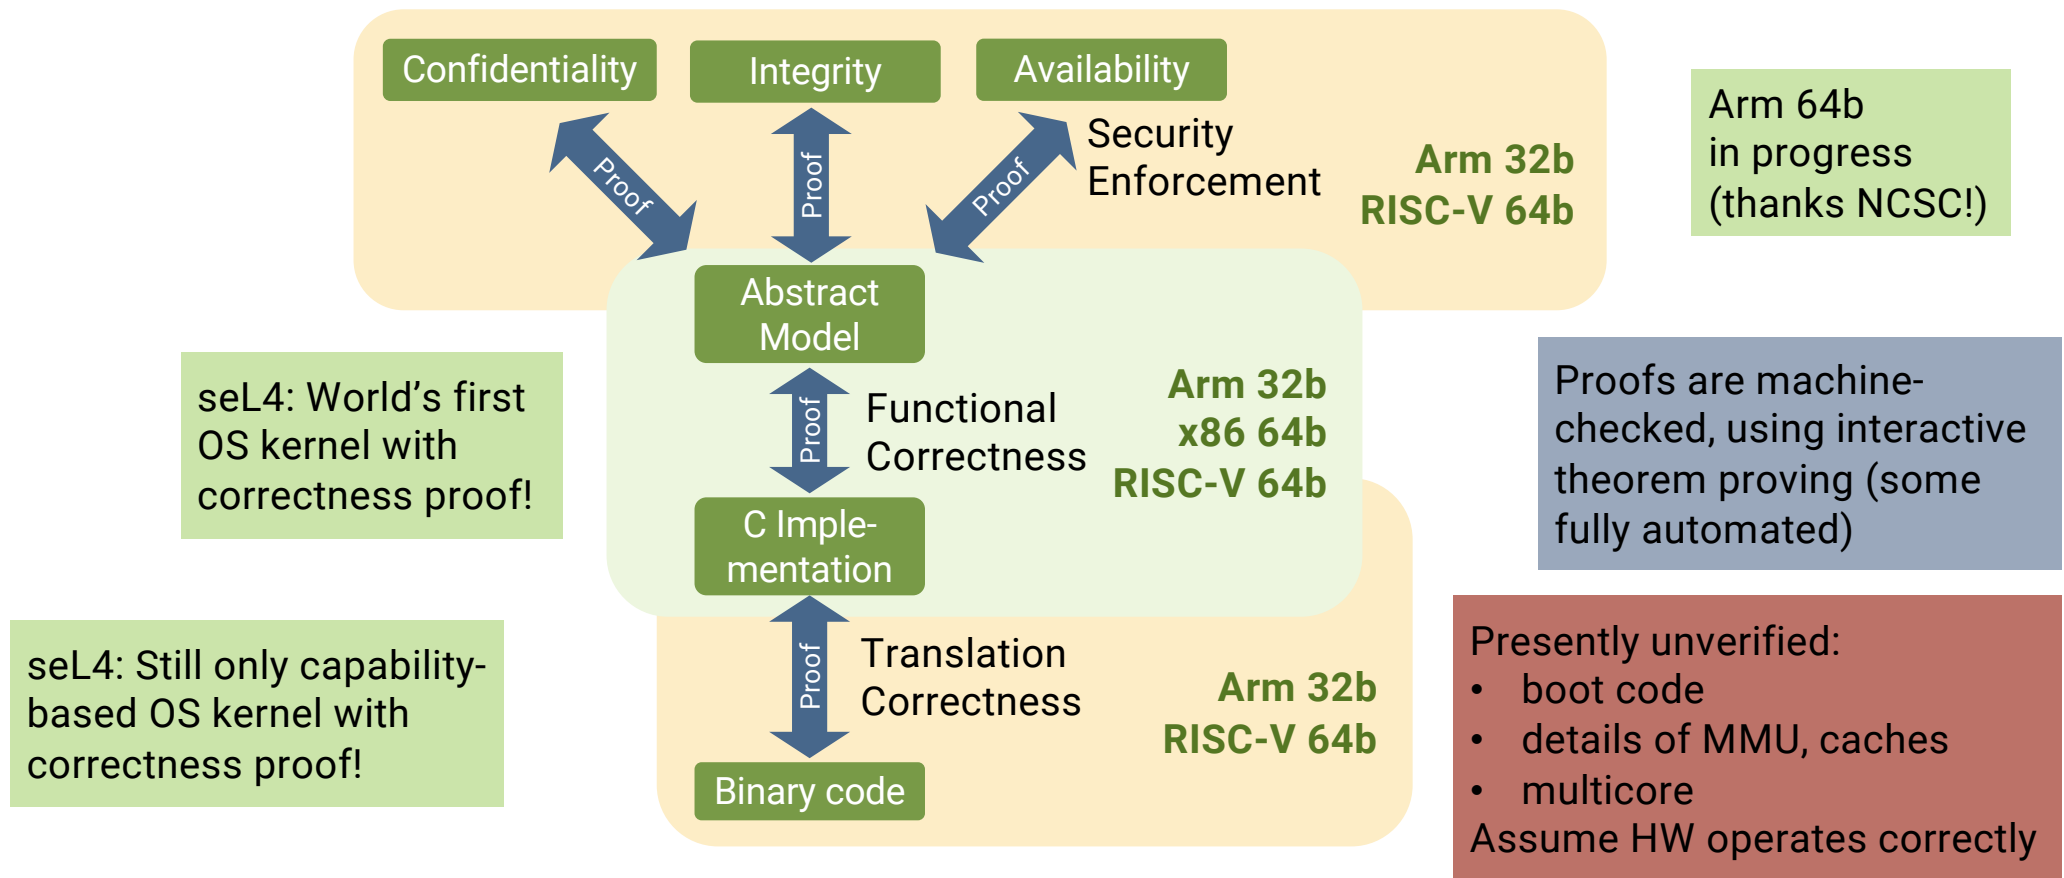 Confidentiality
Integrity
Availability
Proof
Proof
Proof
Security
Enforcement
Arm 32b
RISC-V 64b
Arm 64b
in progress
(thanks NCSC!)
Abstract
Model
seL4: World’s first
OS kernel with
correctness proof!
Proof
Functional
Correctness
Arm 32b
x86 64b
RISC-V 64b
Proofs are machine-
checked, using interactive
theorem proving (some
fully automated)
C Imple-
mentation
seL4: Still only capability-
based OS kernel with
correctness proof!
Proof
Translation
Correctness
Arm 32b
RISC-V 64b
Binary code
Presently unverified:
• boot code
• details of MMU, caches
• multicore
Assume HW operates correctly